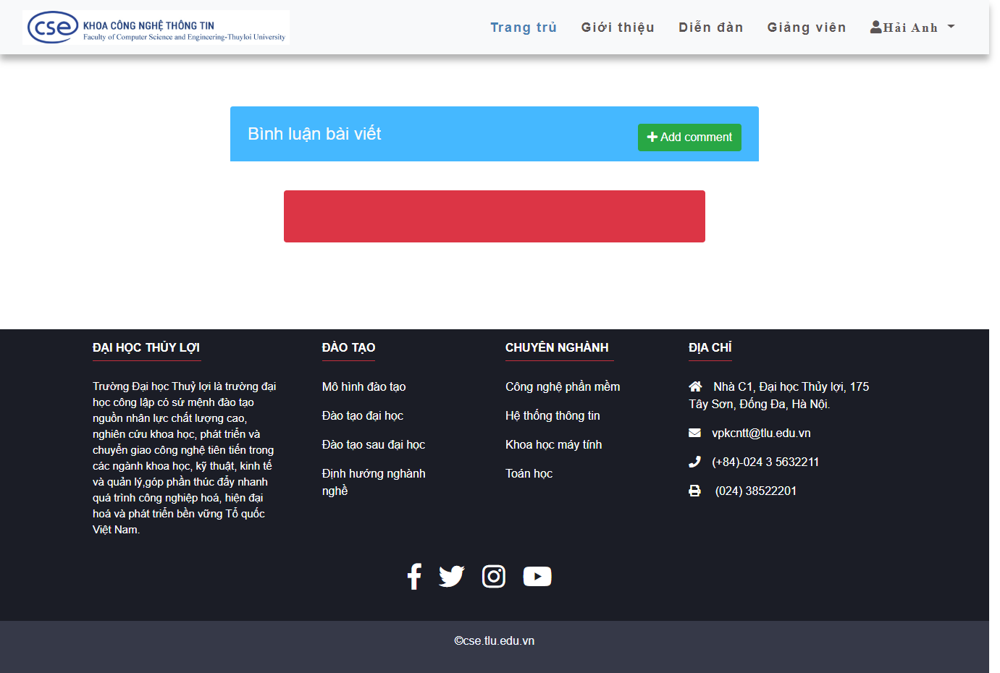 cse KHOA CÔNG NGHỆ THÔNG TIN
Faculty of Computer Science and Engineering-Thuyloi University
Trang trủ
Giới thiệu
Diễn đàn
Giảng viên
Hải Anh
Bình luận bài viết
Add comment
ĐẠI HỌC THỦY LỢI
Trường Đại học Thuỷ lợi là trường đại
học công lập có sứ mệnh đào tạo
nguồn nhân lực chất lượng cao,
nghiên cứu khoa học, phát triển và
chuyển giao công nghệ tiên tiến trong
các ngành khoa học, kỹ thuật, kinh tế
và quản lý,góp phần thúc đẩy nhanh
quá trình công nghiệp hoá, hiện đại
hoá và phát triển bền vững Tổ quốc
Việt Nam.
ĐÀO TẠO
Mô hình đào tạo
Đào tạo đại học
Đào tạo sau đại học
Định hướng nghành
nghề
CHUYÊN NGHÀNH
Công nghệ phần mềm
Hệ thống thông tin
Khoa học máy tính
Toán học
ĐỊA CHỈ
Nhà C1, Đại học Thủy lợi, 175
Tây Sơn, Đống Đa, Hà Nội.
vpkcntt@tlu.edu.vn
(+84)-024 3 5632211
(024) 38522201
©cse.tlu.edu.vn